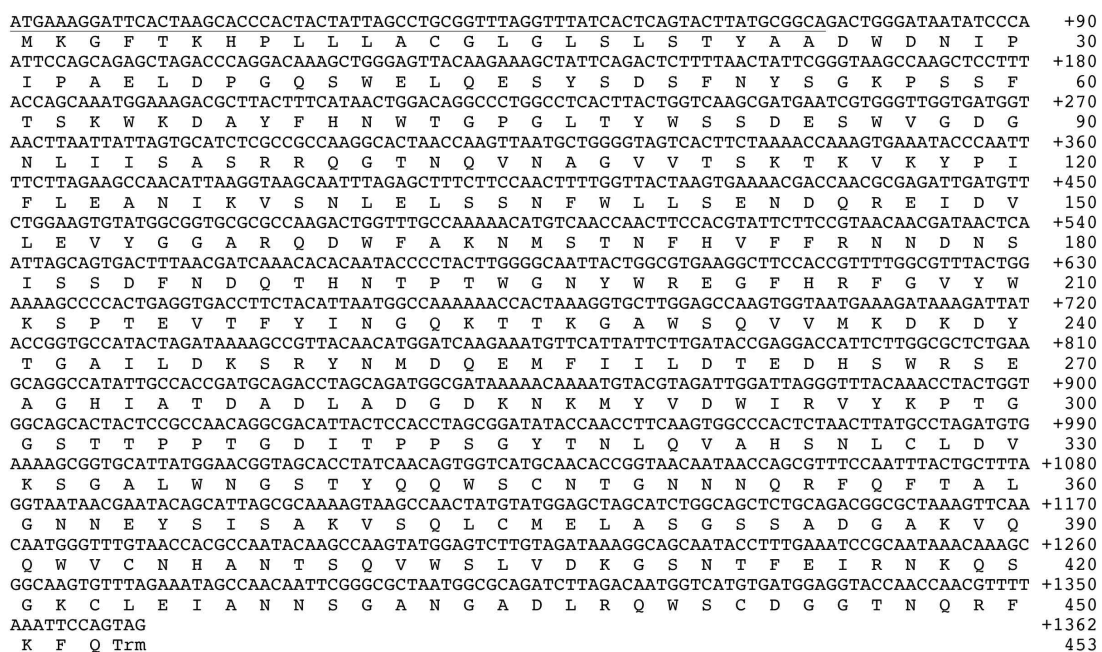 ATGAAAGGATTCACTAAGCACCCACTACTATTAGCCTGCGGTTTAGGTTTATCACTCAGTACTTATGCGGCAGACTGGGATAATATCCCA +90
M K G F T K H P L L L A C G L G L S L S T Y A A D W D N I P 30
ATTCCAGCAGAGCTAGACCCAGGACAAAGCTGGGAGTTACAAGAAAGCTATTCAGACTCTTTTAACTATTCGGGTAAGCCAAGCTCCTTT +180
I P A E L D P G Q S W E L Q E S Y S D S F N Y S G K P S S F 60
ACCAGCAAATGGAAAGACGCTTACTTTCATAACTGGACAGGCCCTGGCCTCACTTACTGGTCAAGCGATGAATCGTGGGTTGGTGATGGT +270
T S K W K D A Y F H N W T G P G L T Y W S S D E S W V G D G 90
AACTTAATTATTAGTGCATCTCGCCGCCAAGGCACTAACCAAGTTAATGCTGGGGTAGTCACTTCTAAAACCAAAGTGAAATACCCAATT +360
N L I I S A S R R Q G T N Q V N A G V V T S K T K V K Y P I 120
TTCTTAGAAGCCAACATTAAGGTAAGCAATTTAGAGCTTTCTTCCAACTTTTGGTTACTAAGTGAAAACGACCAACGCGAGATTGATGTT +450
F L E A N I K V S N L E L S S N F W L L S E N D Q R E I D V 150
CTGGAAGTGTATGGCGGTGCGCGCCAAGACTGGTTTGCCAAAAACATGTCAACCAACTTCCACGTATTCTTCCGTAACAACGATAACTCA +540
L E V Y G G A R Q D W F A K N M S T N F H V F F R N N D N S 180
ATTAGCAGTGACTTTAACGATCAAACACACAATACCCCTACTTGGGGCAATTACTGGCGTGAAGGCTTCCACCGTTTTGGCGTTTACTGG +630
I S S D F N D Q T H N T P T W G N Y W R E G F H R F G V Y W 210
AAAAGCCCCACTGAGGTGACCTTCTACATTAATGGCCAAAAAACCACTAAAGGTGCTTGGAGCCAAGTGGTAATGAAAGATAAAGATTAT +720
K S P T E V T F Y I N G Q K T T K G A W S Q V V M K D K D Y 240
ACCGGTGCCATACTAGATAAAAGCCGTTACAACATGGATCAAGAAATGTTCATTATTCTTGATACCGAGGACCATTCTTGGCGCTCTGAA +810
T G A I L D K S R Y N M D Q E M F I I L D T E D H S W R S E 270
GCAGGCCATATTGCCACCGATGCAGACCTAGCAGATGGCGATAAAAACAAAATGTACGTAGATTGGATTAGGGTTTACAAACCTACTGGT +900
A G H I A T D A D L A D G D K N K M Y V D W I R V Y K P T G 300
GGCAGCACTACTCCGCCAACAGGCGACATTACTCCACCTAGCGGATATACCAACCTTCAAGTGGCCCACTCTAACTTATGCCTAGATGTG +990
G S T T P P T G D I T P P S G Y T N L Q V A H S N L C L D V 330
AAAAGCGGTGCATTATGGAACGGTAGCACCTATCAACAGTGGTCATGCAACACCGGTAACAATAACCAGCGTTTCCAATTTACTGCTTTA +1080
K S G A L W N G S T Y Q Q W S C N T G N N N Q R F Q F T A L 360
GGTAATAACGAATACAGCATTAGCGCAAAAGTAAGCCAACTATGTATGGAGCTAGCATCTGGCAGCTCTGCAGACGGCGCTAAAGTTCAA +1170
G N N E Y S I S A K V S Q L C M E L A S G S S A D G A K V Q 390
CAATGGGTTTGTAACCACGCCAATACAAGCCAAGTATGGAGTCTTGTAGATAAAGGCAGCAATACCTTTGAAATCCGCAATAAACAAAGC +1260
Q W V C N H A N T S Q V W S L V D K G S N T F E I R N K Q S 420
GGCAAGTGTTTAGAAATAGCCAACAATTCGGGCGCTAATGGCGCAGATCTTAGACAATGGTCATGTGATGGAGGTACCAACCAACGTTTT +1350
G K C L E I A N N S G A N G A D L R Q W S C D G G T N Q R F 450
AAATTCCAGTAG +1362
K F Q Trm 453